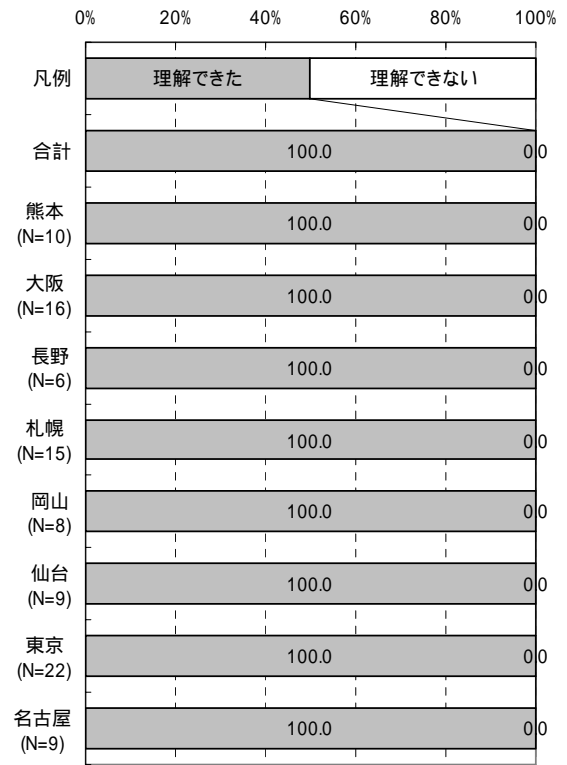 0% 20% 40% 60% 80% 100%
凡例 理解できた 理解できない
合計 100.0 0.0
熊本 (N=10) 100.0 0.0
大阪 (N=16) 100.0 0.0
長野 (N=6) 100.0 0.0
札幌 (N=15) 100.0 0.0
岡山 (N=8) 100.0 0.0
仙台 (N=9) 100.0 0.0
東京 (N=22) 100.0 0.0
名古屋 (N=9) 100.0 0.0